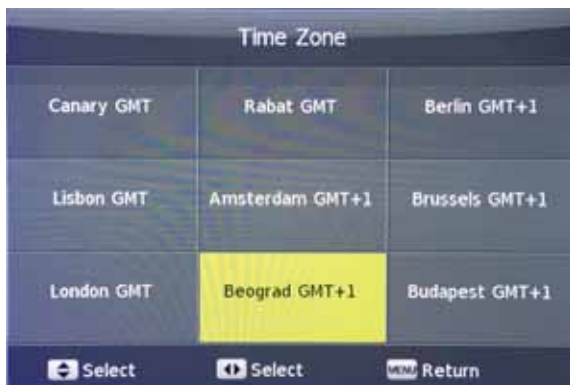 Time Zone
Canary GMT Rabat GMT Berlin GMT+1
Lisbon GMT Amsterdam GMT+1 Brussels GMT+1
London GMT Beograd GMT+1 Budapest GMT+1
Select Select MENU Return